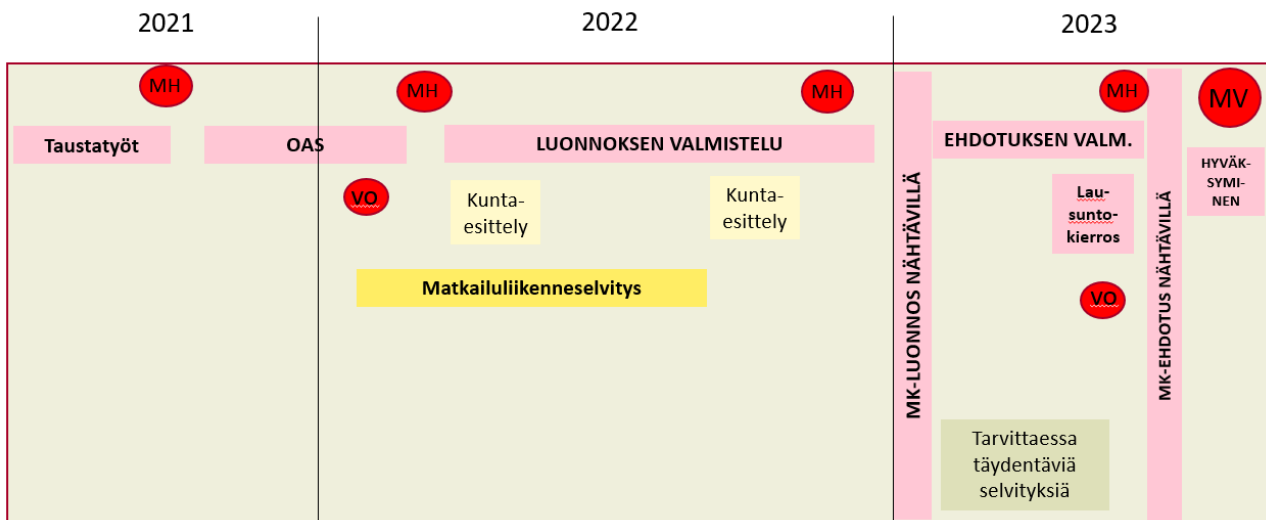 2021
2022
2023
MH
MH
MH
MH
MV
Taustatyöt
OAS
LUONNOKSEN VALMISTELU
EHDOTUKSEN VALM.
HYVÄK-
SYMI-
NEN
VO
Kunta-
esittely
Kunta-
esittely
Lau-
sunto-
kierros
Matkailuliikenneselvitys
VO
MK-LUONNOS NÄHTÄVILLÄ
MK-EHDOTUS NÄHTÄVILLÄ
Tarvittaessa
täydentäviä
selvityksiä